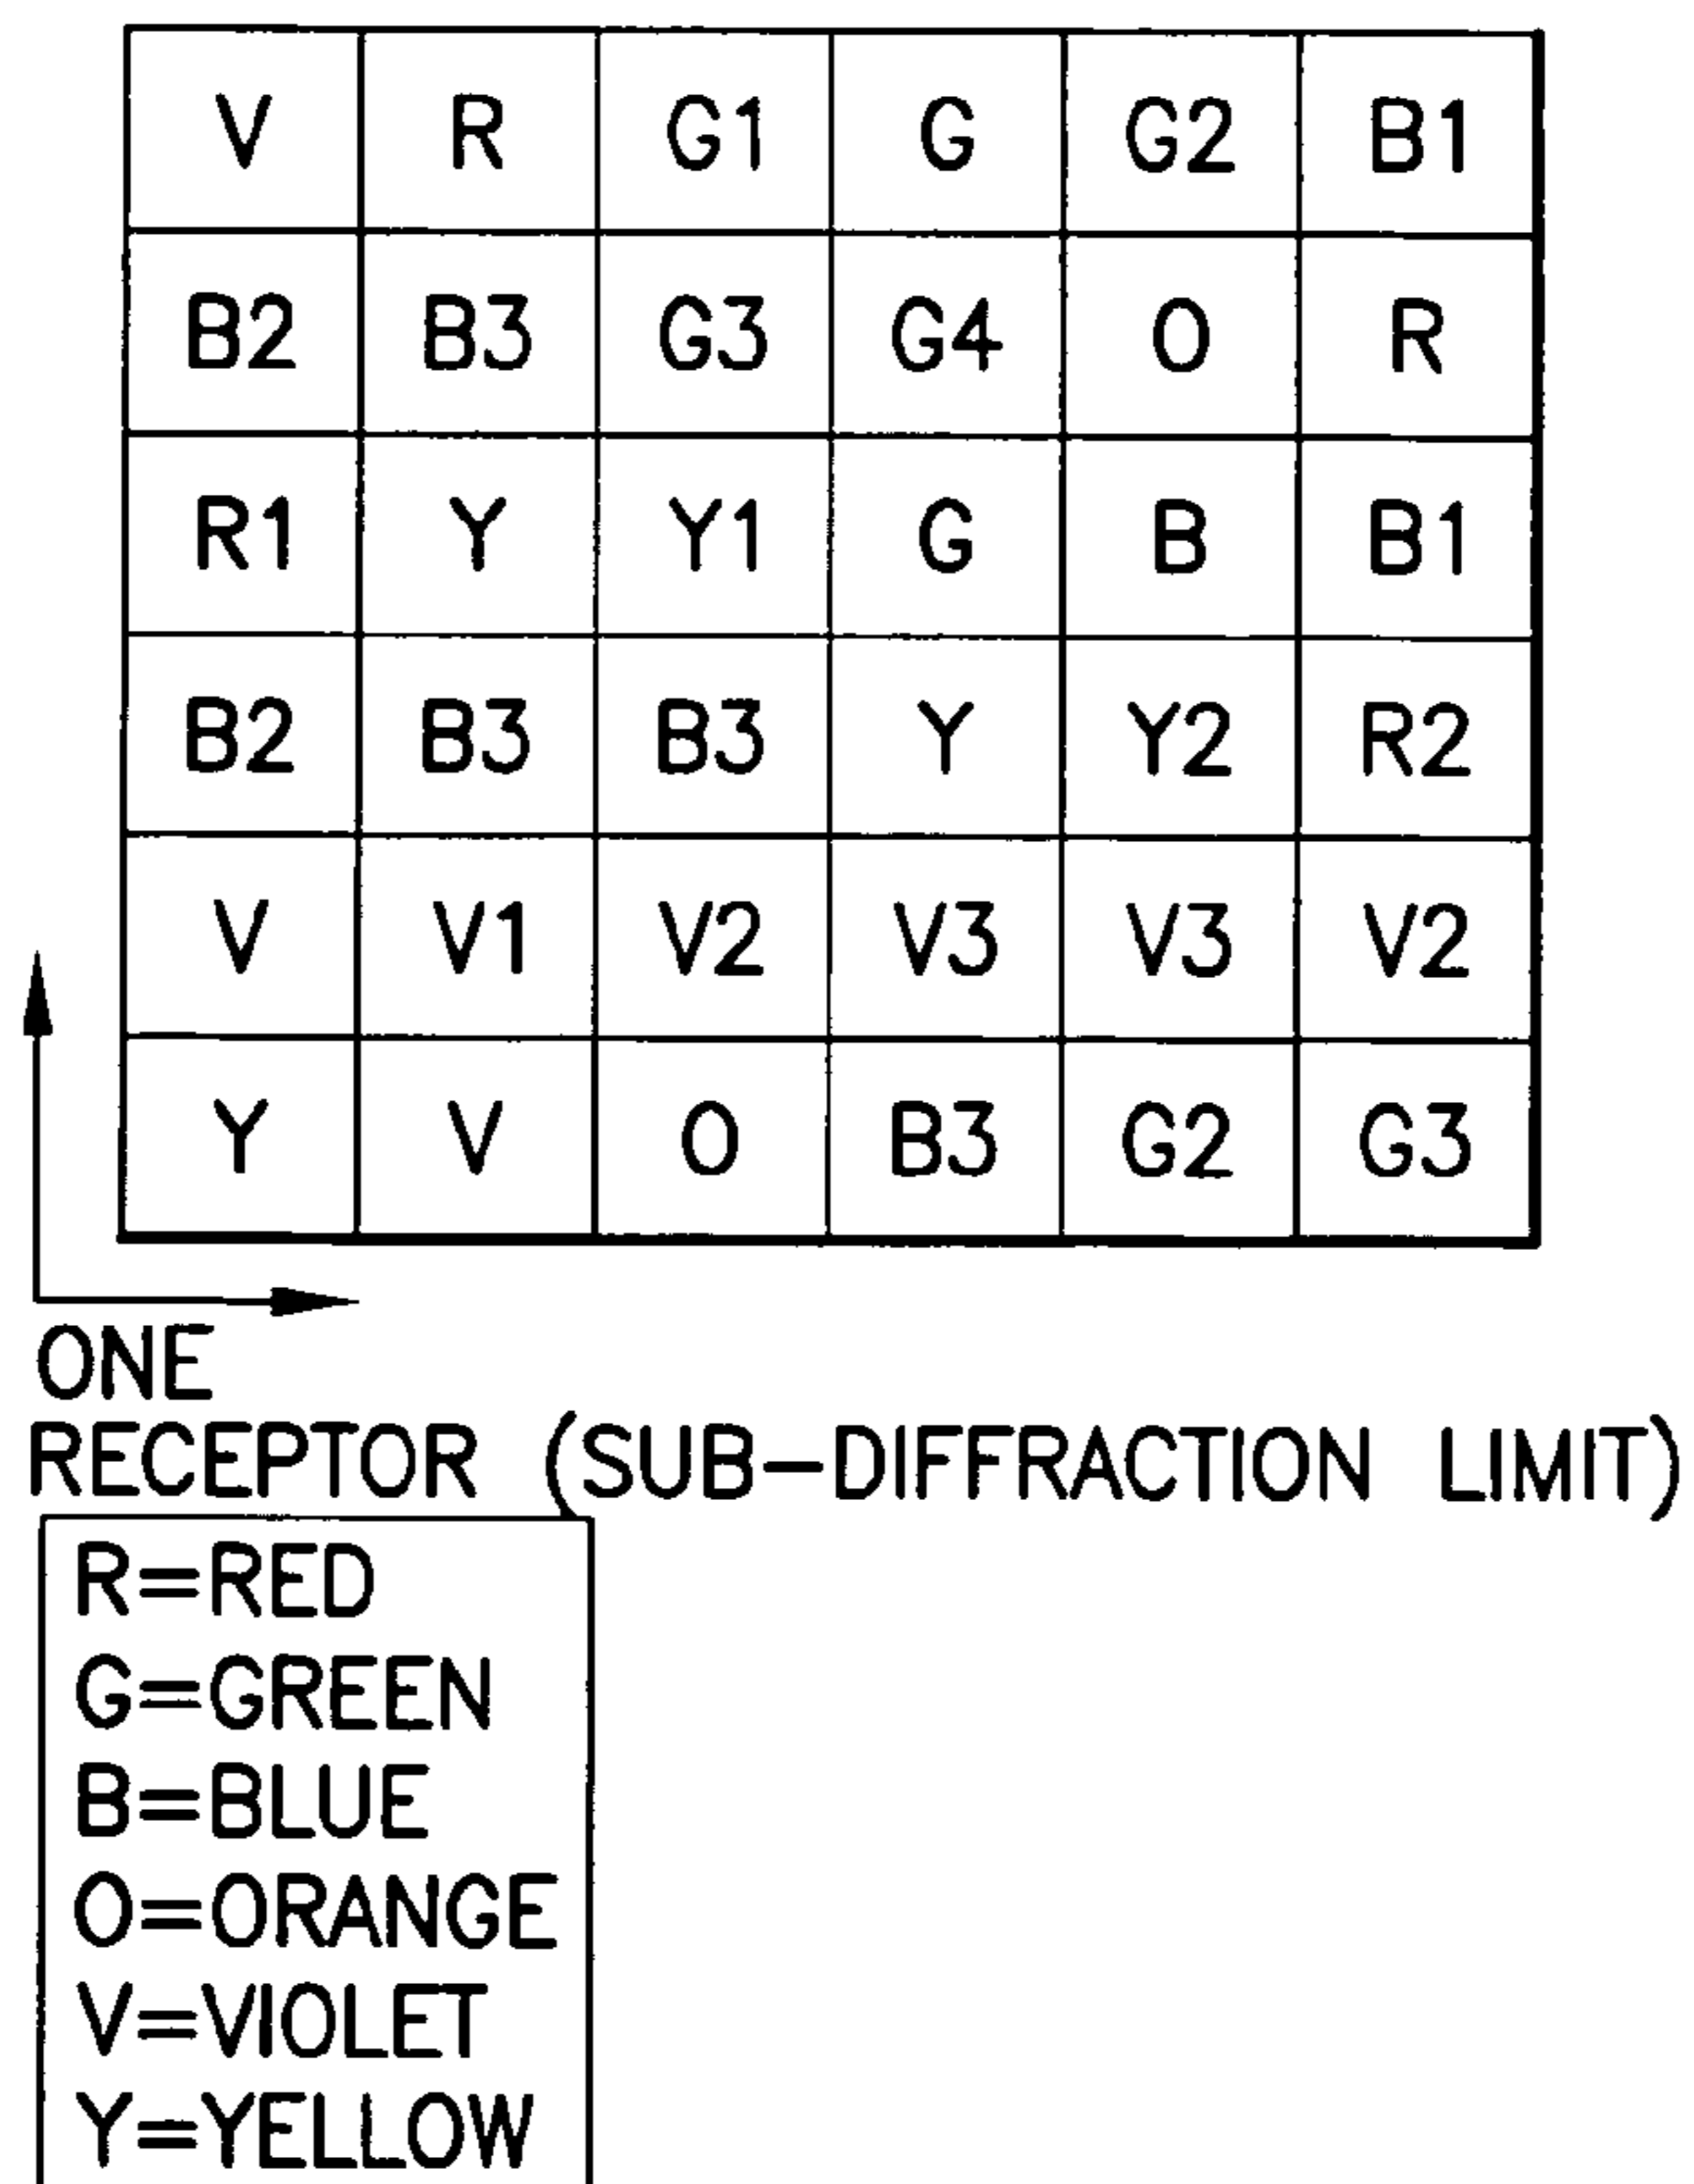 V R G1 G G2 B1
B2 B3 G3 G4 O R
R1 Y Y1 G B B1
B2 B3 B3 Y Y2 R2
V V1 V2 V3 V3 V2
Y V O B3 G2 G3
ONE
RECEPTOR (SUB-DIFFRACTION LIMIT)
R=RED
G=GREEN
B=BLUE
O=ORANGE
V=VIOLET
Y=YELLOW